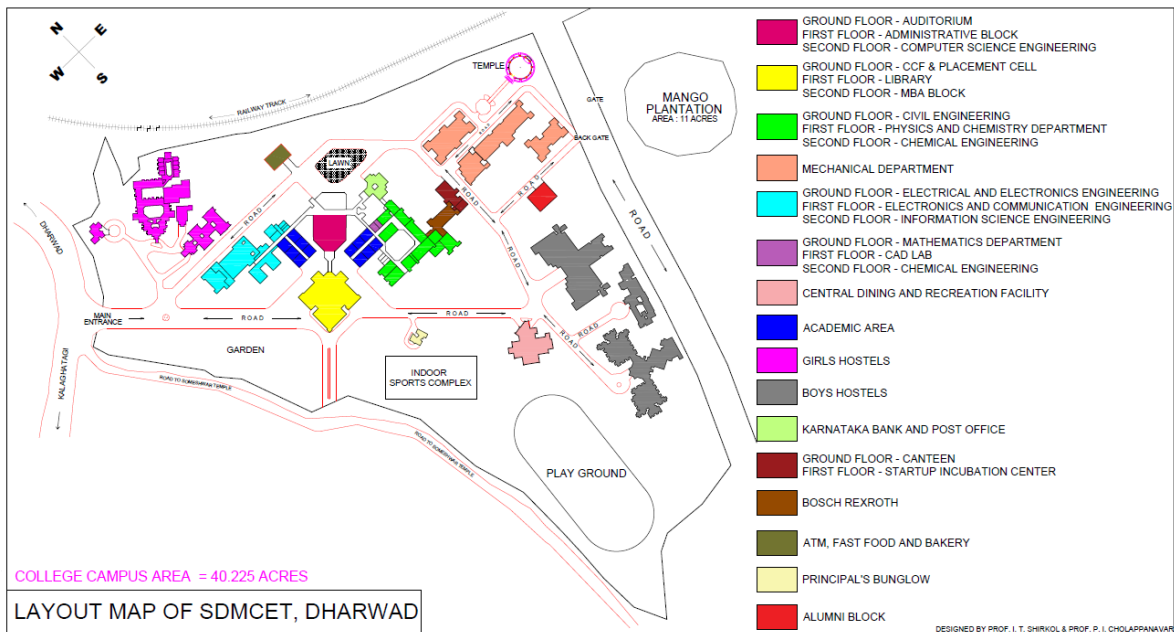 N
E
W
S
RAILWAY TRACK
TEMPLE
GATE
MANGO
PLANTATION
AREA : 11 ACRES
BACK GATE
LAWN
ROAD
ROAD
ROAD
ROAD
ROAD
ROAD
DHARWAD
KALAGHATAGI
MAIN
ENTRANCE
ROAD
ROAD
ROAD
ROAD
GARDEN
INDOOR
SPORTS COMPLEX
ROAD TO SOMESHWAR TEMPLE
ROAD TO SOMESHWAR TEMPLE
PLAY GROUND
COLLEGE CAMPUS AREA = 40.225 ACRES
LAYOUT MAP OF SDMCET, DHARWAD
GROUND FLOOR - AUDITORIUM
FIRST FLOOR - ADMINISTRATIVE BLOCK
SECOND FLOOR - COMPUTER SCIENCE ENGINEERING
GROUND FLOOR - CCF & PLACEMENT CELL
FIRST FLOOR - LIBRARY
SECOND FLOOR - MBA BLOCK
GROUND FLOOR - CIVIL ENGINEERING
FIRST FLOOR - PHYSICS AND CHEMISTRY DEPARTMENT
SECOND FLOOR - CHEMICAL ENGINEERING
MECHANICAL DEPARTMENT
GROUND FLOOR - ELECTRICAL AND ELECTRONICS ENGINEERING
FIRST FLOOR - ELECTRONICS AND COMMUNICATION ENGINEERING
SECOND FLOOR - INFORMATION SCIENCE ENGINEERING
GROUND FLOOR - MATHEMATICS DEPARTMENT
FIRST FLOOR - CAD LAB
SECOND FLOOR - CHEMICAL ENGINEERING
CENTRAL DINING AND RECREATION FACILITY
ACADEMIC AREA
GIRLS HOSTELS
BOYS HOSTELS
KARNATAKA BANK AND POST OFFICE
GROUND FLOOR - CANTEEN
FIRST FLOOR - STARTUP INCUBATION CENTER
BOSCH REXROTH
ATM, FAST FOOD AND BAKERY
PRINCIPAL'S BUNGLOW
ALUMNI BLOCK
DESIGNED BY PROF. I. T. SHIRKOL & PROF. P. I. CHOLAPPANAVAR